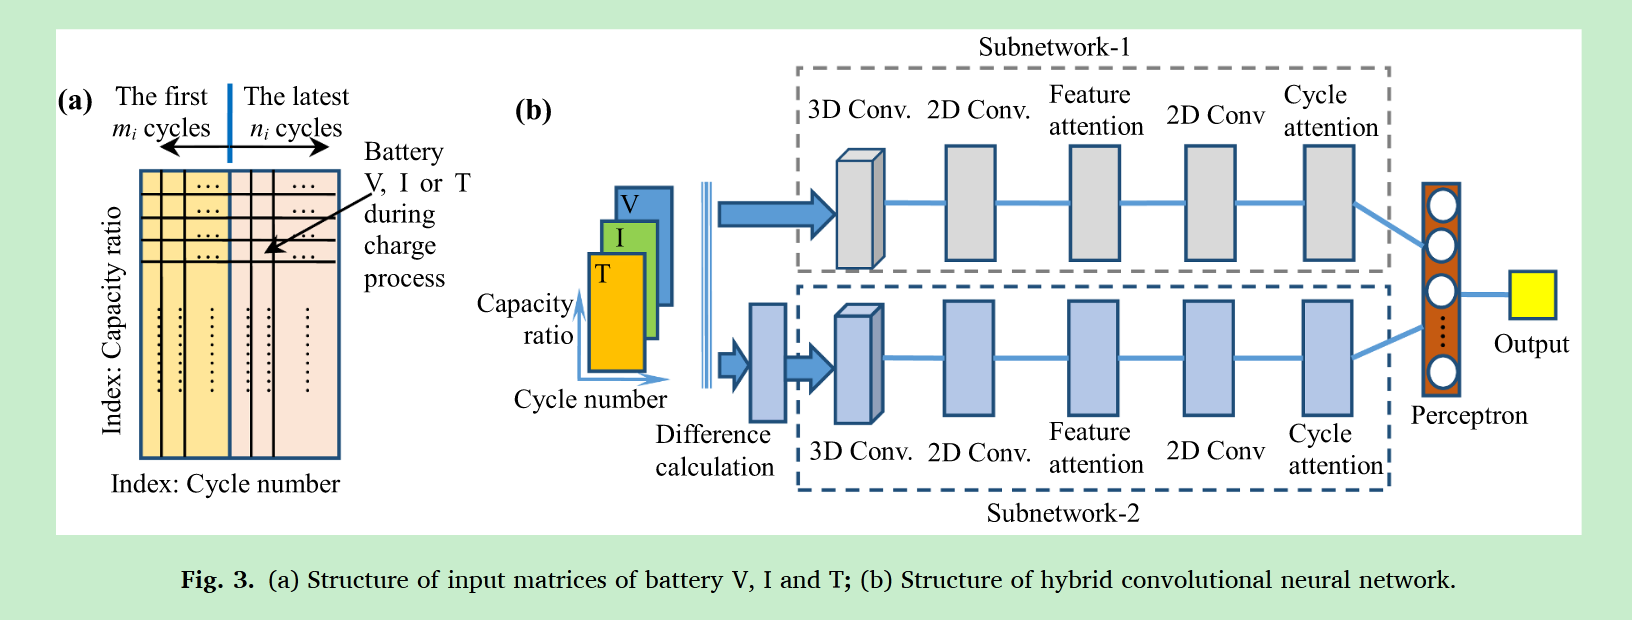 (a)
The first
mi cycles
The latest
ni cycles
Battery
V, I or T
during
charge
process
...
...
...
...
...
...
...
...
Index: Capacity ratio
Index: Cycle number
(b)
V
I
T
Capacity
ratio
Cycle number
Difference
calculation
Subnetwork-1
3D Conv.
2D Conv.
Feature
attention
2D Conv
Cycle
attention
3D Conv.
2D Conv.
Feature
attention
2D Conv
Cycle
attention
Subnetwork-2
Perceptron
Output
Fig. 3. (a) Structure of input matrices of battery V, I and T; (b) Structure of hybrid convolutional neural network.